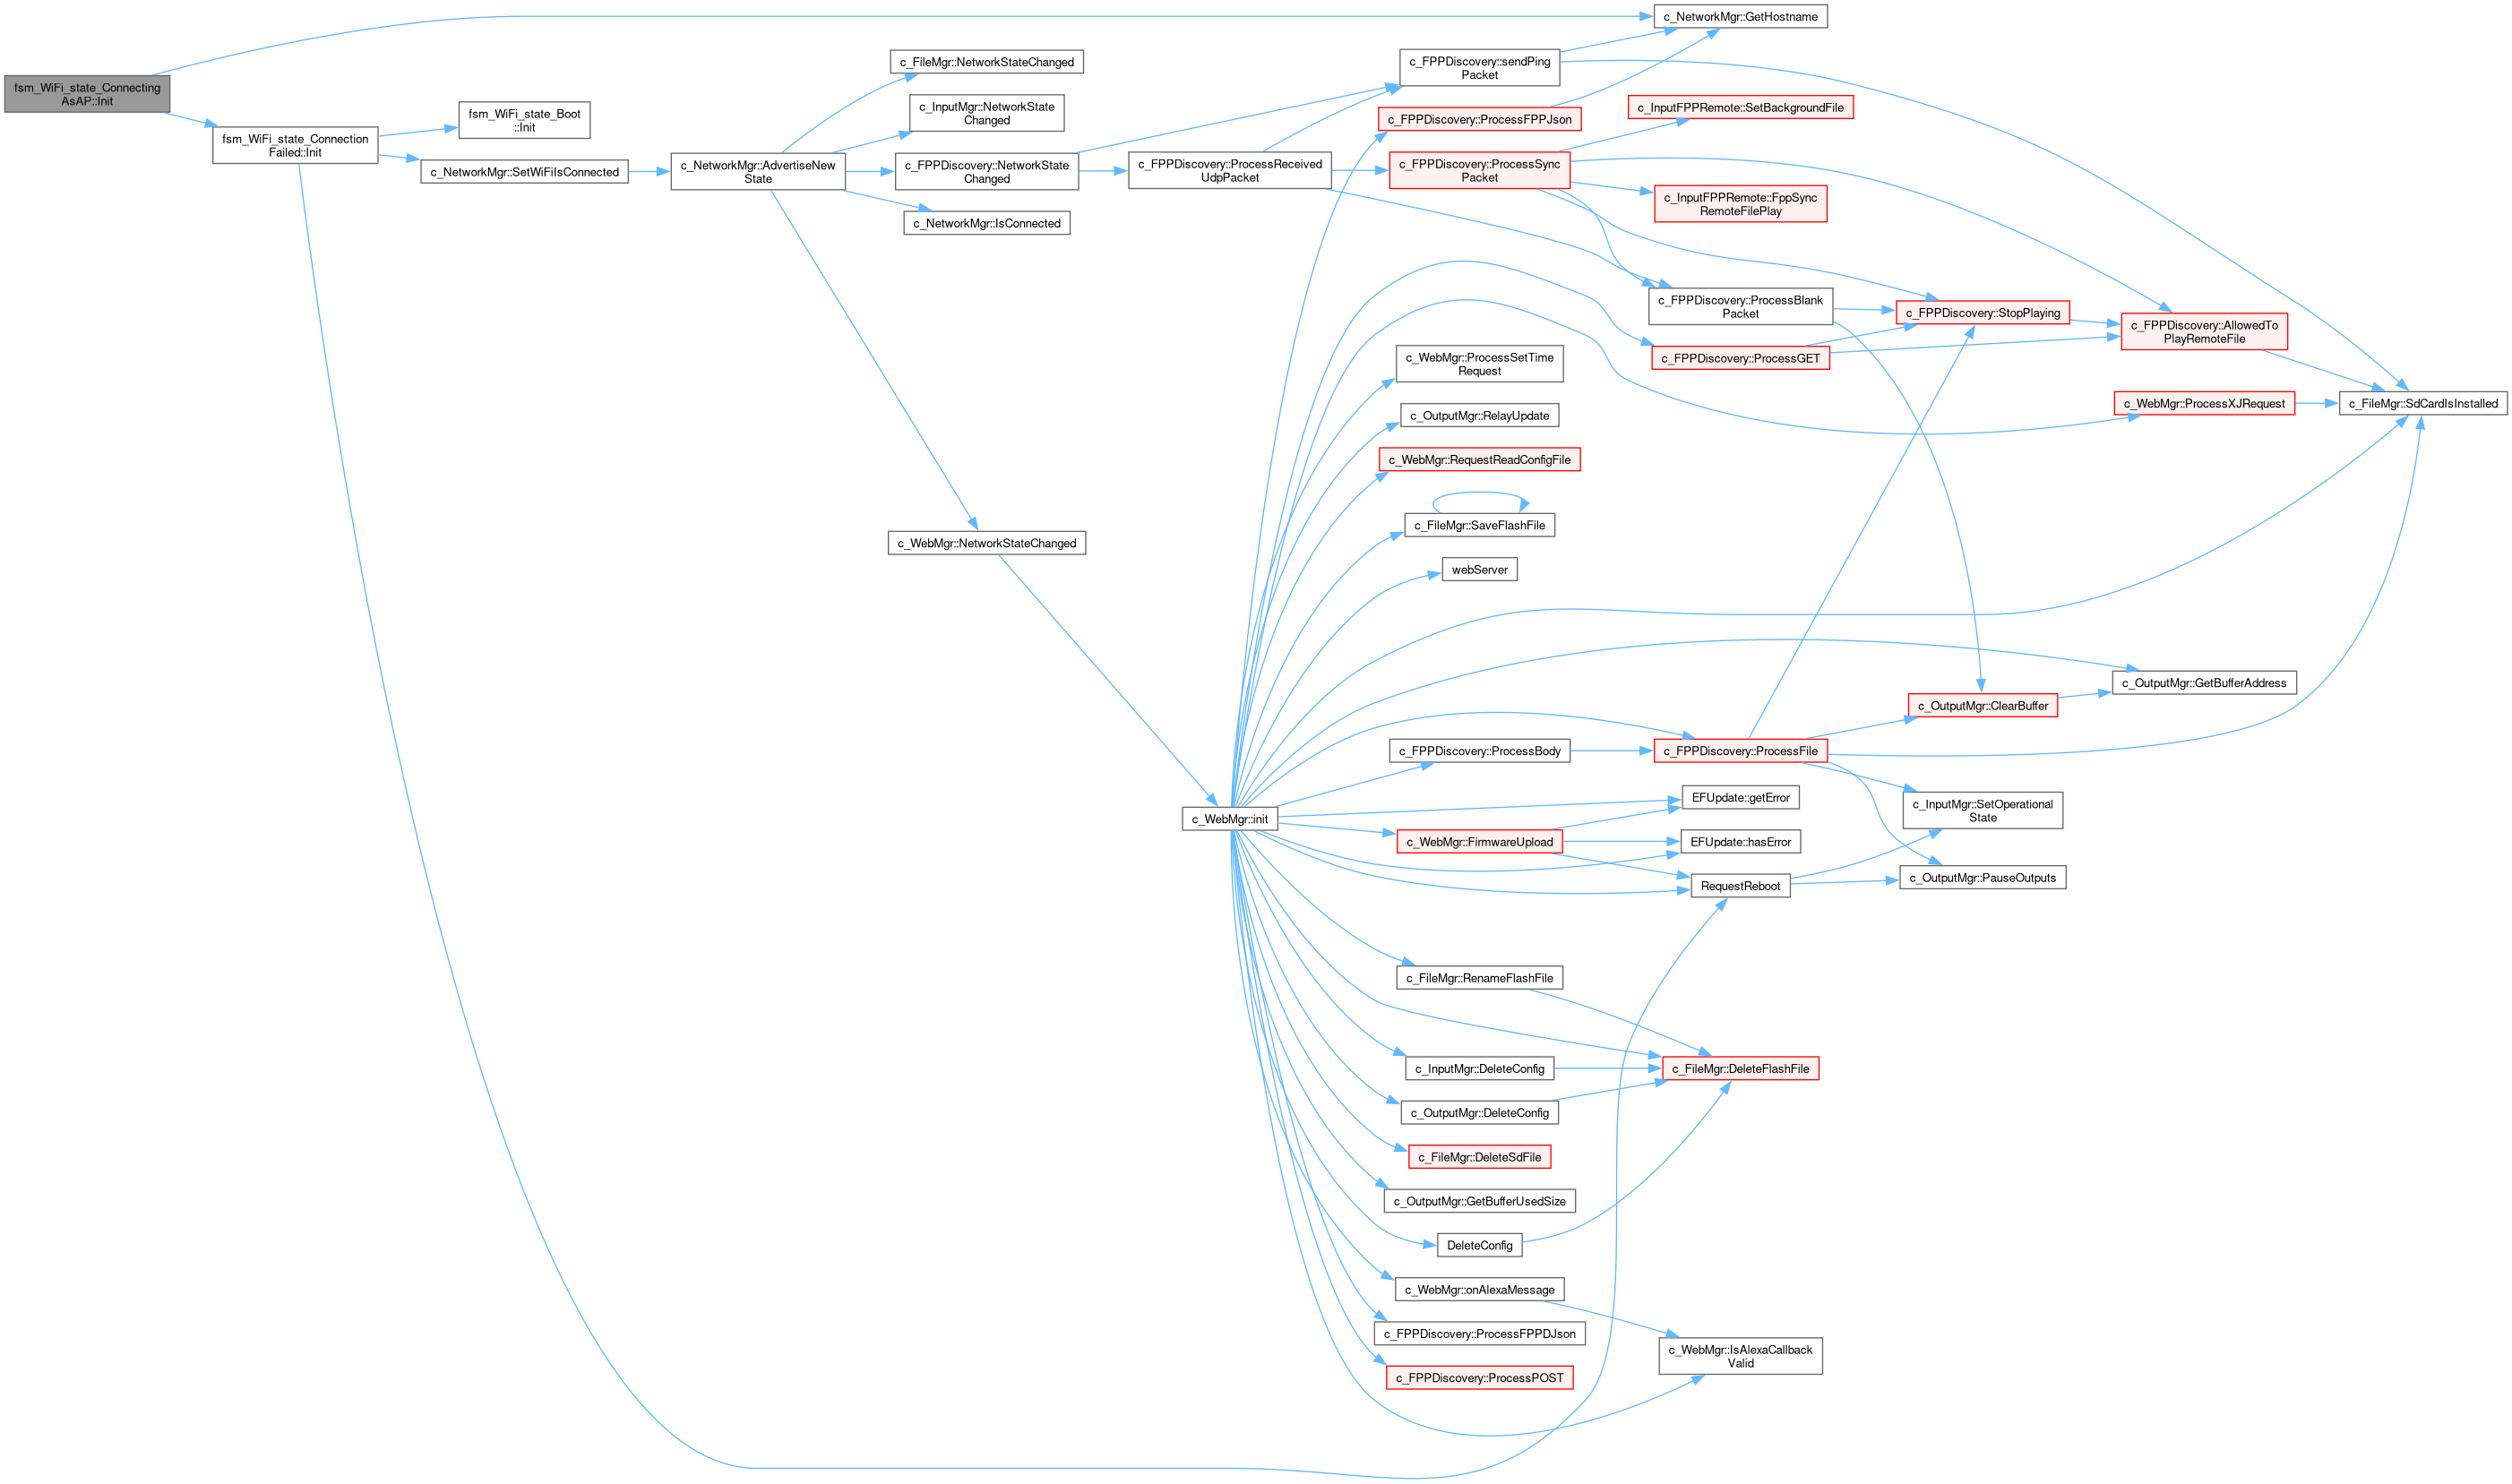 fsm_WiFi_state_Connecting
AsAP::Init
fsm_WiFi_state_Connection
Failed::Init
fsm_WiFi_state_Boot
::Init
c_NetworkMgr::SetWiFiIsConnected
c_NetworkMgr::AdvertiseNew
State
c_FileMgr::NetworkStateChanged
c_InputMgr::NetworkState
Changed
c_FPPDiscovery::NetworkState
Changed
c_NetworkMgr::IsConnected
c_WebMgr::NetworkStateChanged
c_FPPDiscovery::ProcessReceived
UdpPacket
c_WebMgr::init
c_FPPDiscovery::sendPing
Packet
c_FPPDiscovery::ProcessFPPJson
c_FPPDiscovery::ProcessSync
Packet
c_WebMgr::ProcessSetTime
Request
c_OutputMgr::RelayUpdate
c_WebMgr::RequestReadConfigFile
c_FileMgr::SaveFlashFile
webServer
c_FPPDiscovery::ProcessBody
c_WebMgr::FirmwareUpload
c_FileMgr::RenameFlashFile
c_InputMgr::DeleteConfig
c_OutputMgr::DeleteConfig
c_FileMgr::DeleteSdFile
c_OutputMgr::GetBufferUsedSize
DeleteConfig
c_WebMgr::onAlexaMessage
c_FPPDiscovery::ProcessFPPDJson
c_FPPDiscovery::ProcessPOST
c_NetworkMgr::GetHostname
c_InputFPPRemote::SetBackgroundFile
c_InputFPPRemote::FppSync
RemoteFilePlay
c_FPPDiscovery::ProcessBlank
Packet
c_FPPDiscovery::ProcessGET
c_FPPDiscovery::ProcessFile
EFUpdate::getError
EFUpdate::hasError
RequestReboot
c_FileMgr::DeleteFlashFile
c_WebMgr::IsAlexaCallback
Valid
c_FPPDiscovery::StopPlaying
c_OutputMgr::ClearBuffer
c_InputMgr::SetOperational
State
c_OutputMgr::PauseOutputs
c_FPPDiscovery::AllowedTo
PlayRemoteFile
c_WebMgr::ProcessXJRequest
c_OutputMgr::GetBufferAddress
c_FileMgr::SdCardIsInstalled